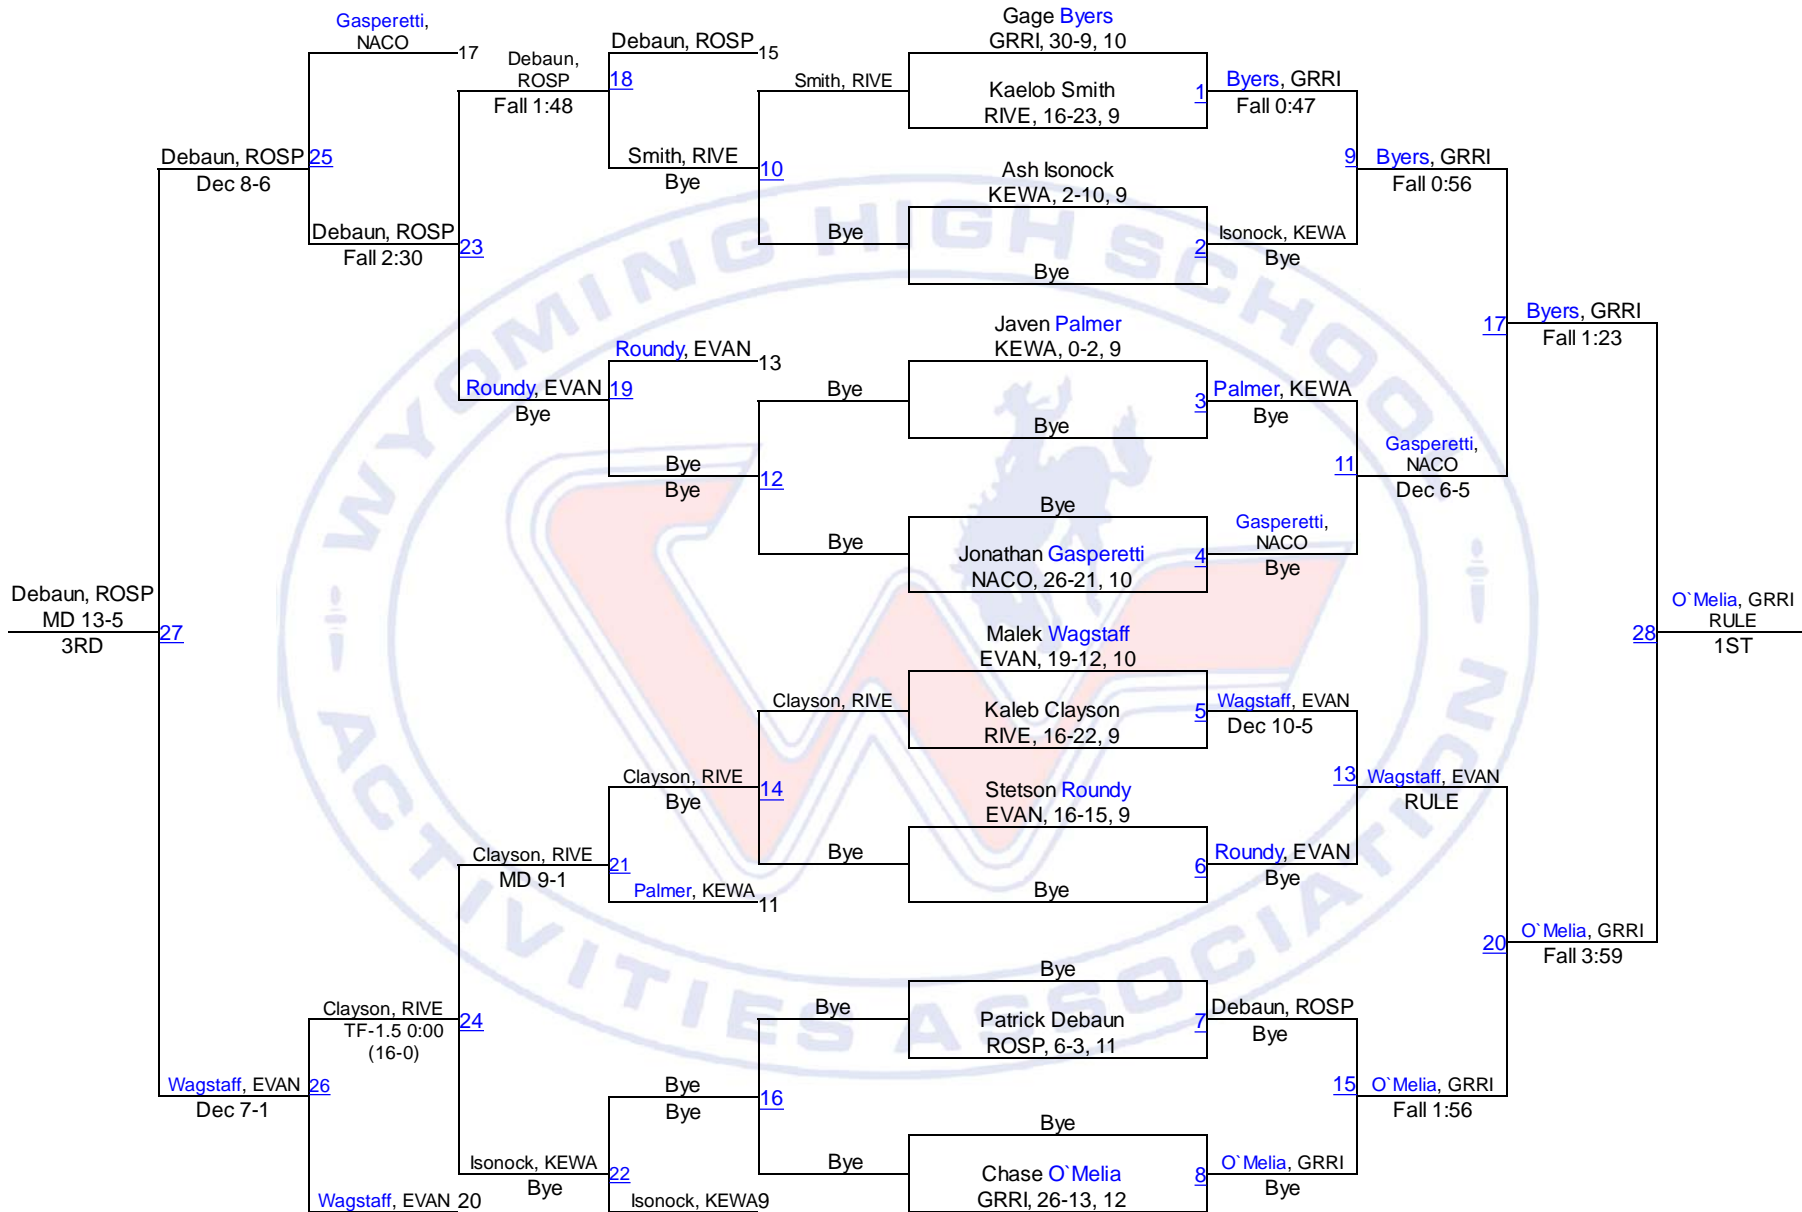 Gasperetti,
NACO
17
Debaun,
ROSP
Fall 1:48
18
Debaun, ROSP
15
Smith, RIVE
Gage Byers
GRRI, 30-9, 10
Kaelob Smith
RIVE, 16-23, 9
1
Byers, GRRI
Fall 0:47
Debaun, ROSP
Dec 8-6
25
Smith, RIVE
Bye
10
Ash Isonock
KEWA, 2-10, 9
9
Byers, GRRI
Fall 0:56
Debaun, ROSP
Fall 2:30
23
Bye
2
Isonock, KEWA
Bye
Bye
Roundy, EVAN
13
Javen Palmer
KEWA, 0-2, 9
17
Byers, GRRI
Fall 1:23
Roundy, EVAN
Bye
19
Bye
Bye
3
Palmer, KEWA
Bye
Bye
Bye
12
11
Gasperetti,
NACO
Dec 6-5
Bye
Bye
Jonathan Gasperetti
NACO, 26-21, 10
4
Gasperetti,
NACO
Bye
Debaun, ROSP
MD 13-5
3RD
27
Malek Wagstaff
EVAN, 19-12, 10
28
O`Melia, GRRI
RULE
1ST
Clayson, RIVE
Kaleb Clayson
RIVE, 16-22, 9
5
Wagstaff, EVAN
Dec 10-5
Clayson, RIVE
Bye
14
Stetson Roundy
EVAN, 16-15, 9
13
Wagstaff, EVAN
RULE
Clayson, RIVE
MD 9-1
21
Bye
Bye
6
Roundy, EVAN
Bye
Palmer, KEWA
11
20
O`Melia, GRRI
Fall 3:59
Clayson, RIVE
TF-1.5 0:00
(16-0)
24
Bye
Bye
Patrick Debaun
ROSP, 6-3, 11
7
Debaun, ROSP
Bye
Wagstaff, EVAN
Dec 7-1
26
Bye
Bye
16
15
O`Melia, GRRI
Fall 1:56
Isonock, KEWA
Bye
22
Bye
Bye
Chase O`Melia
GRRI, 26-13, 12
8
O`Melia, GRRI
Bye
Wagstaff, EVAN
20
Isonock, KEWA
9
WYOMING HIGH SCHOOL
ACTIVITIES ASSOCIATION